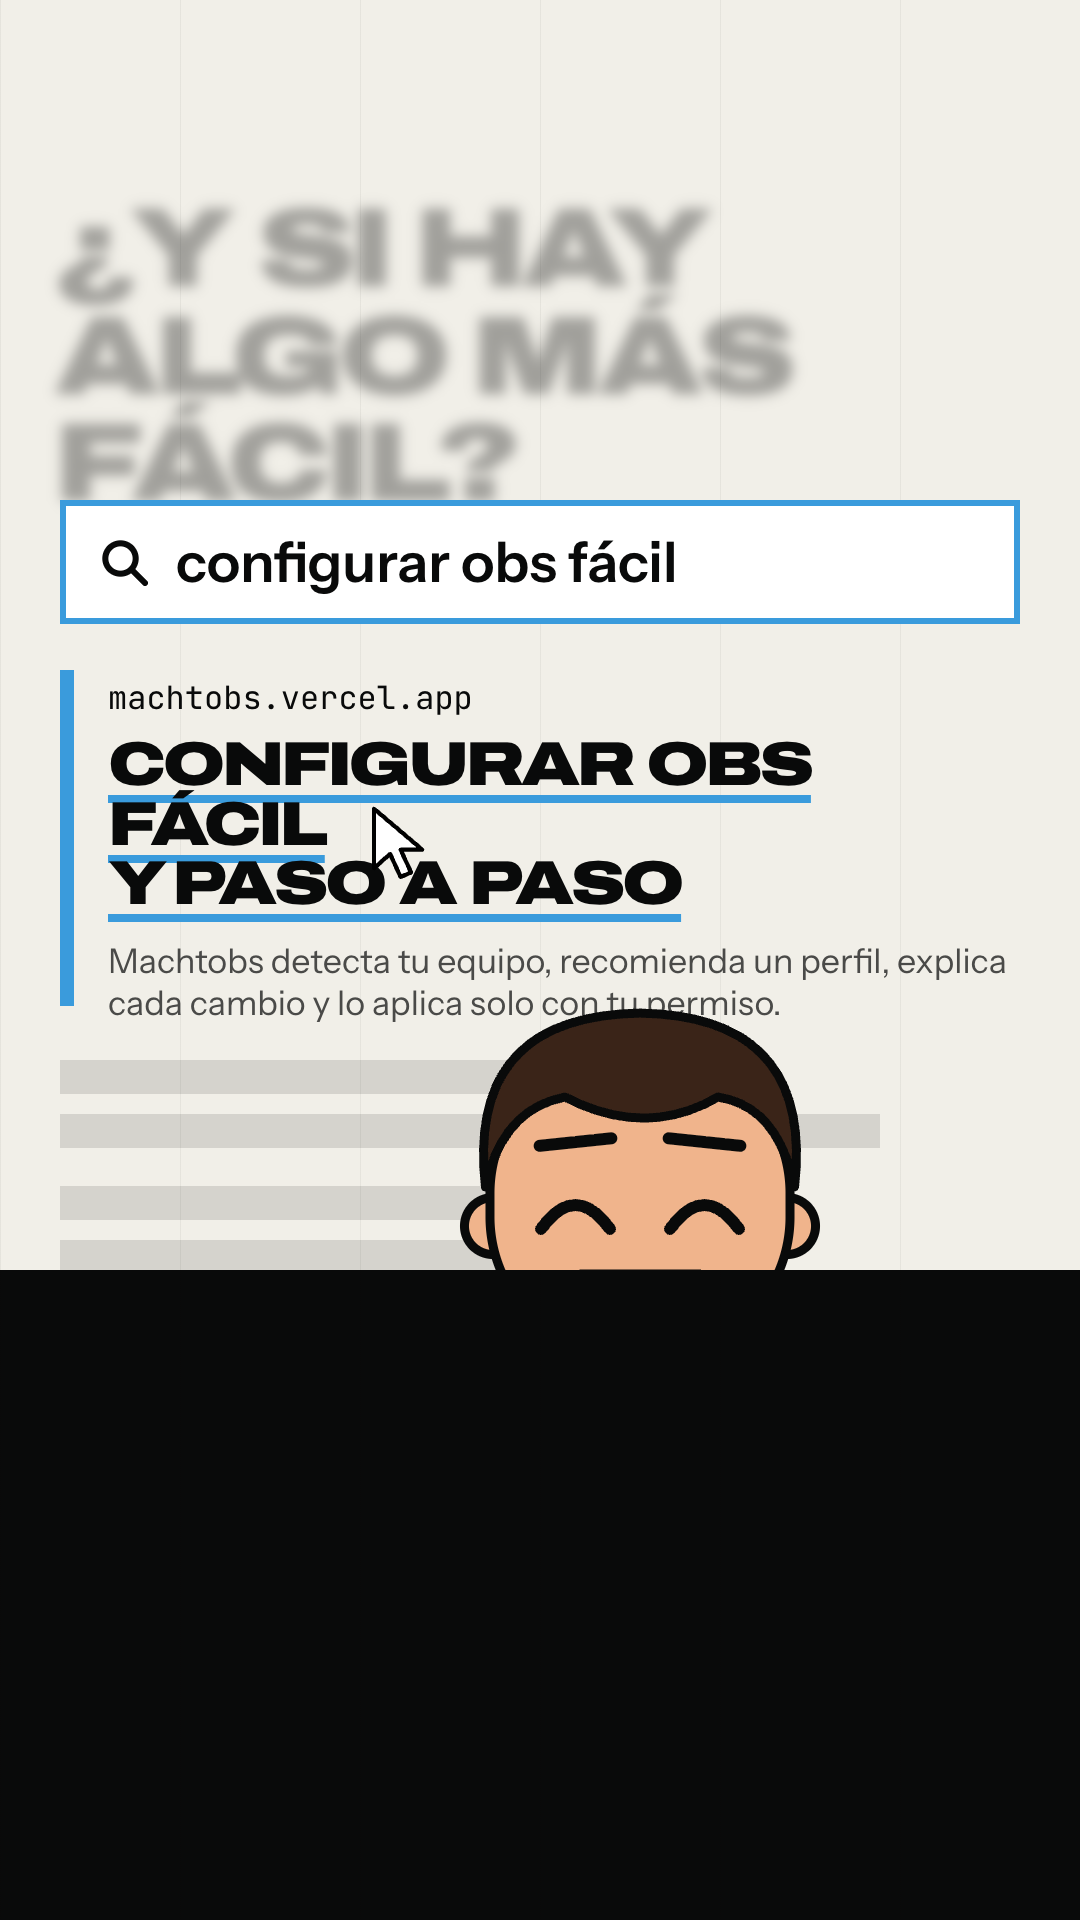 ¿Y SI HAY
ALGO MÁS
FÁCIL?
configurar obs fácil
machtobs.vercel.app
CONFIGURAR OBS
FÁCIL
Y PASO A PASO
Machtobs detecta tu equipo, recomienda un perfil, explica
cada cambio y lo aplica solo con tu permiso.